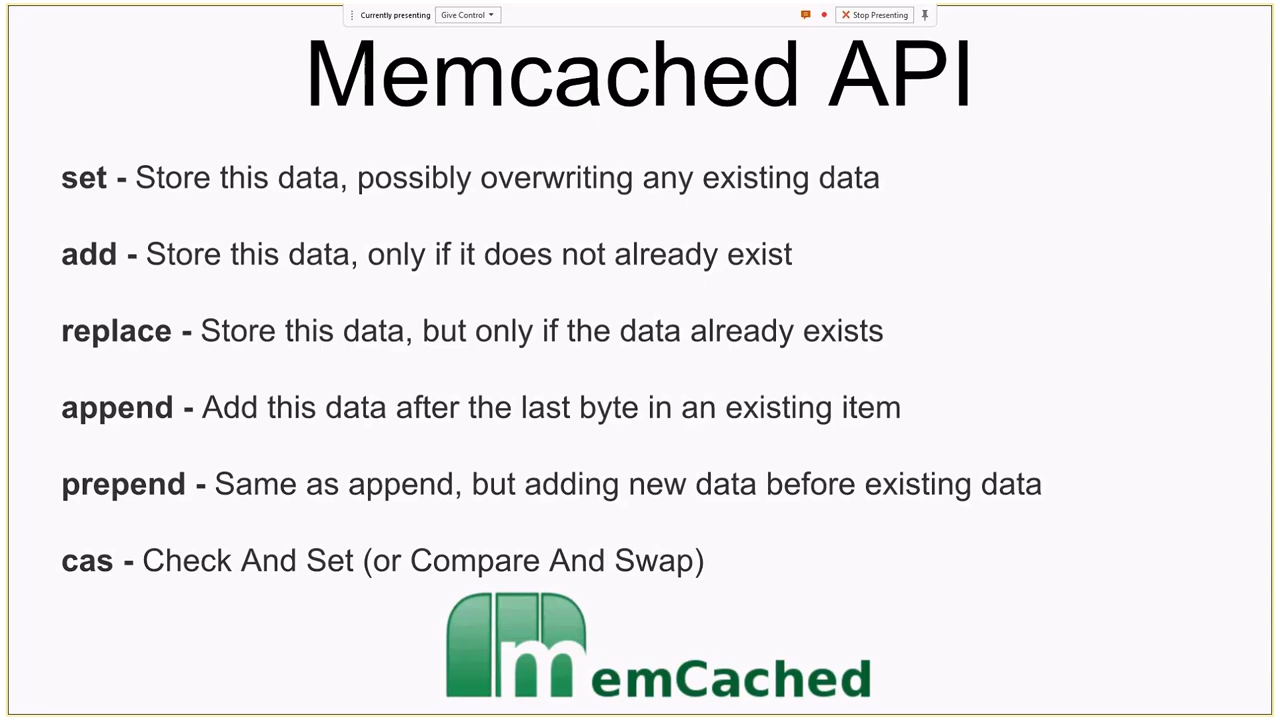 Currently presenting Give Control Stop Presenting
Memcached API
set - Store this data, possibly overwriting any existing data
add - Store this data, only if it does not already exist
replace - Store this data, but only if the data already exists
append - Add this data after the last byte in an existing item
prepend - Same as append, but adding new data before existing data
cas - Check And Set (or Compare And Swap)
memCached